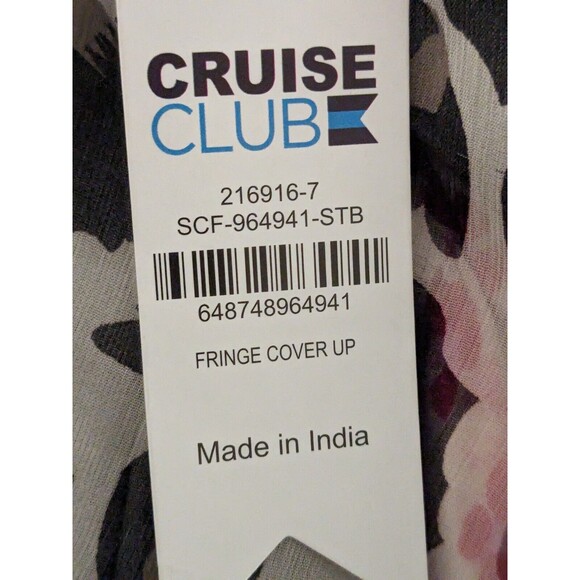 CRUISE
CLUB
216916-7
SCF-964941-STB
648748964941
FRINGE COVER UP
Made in India